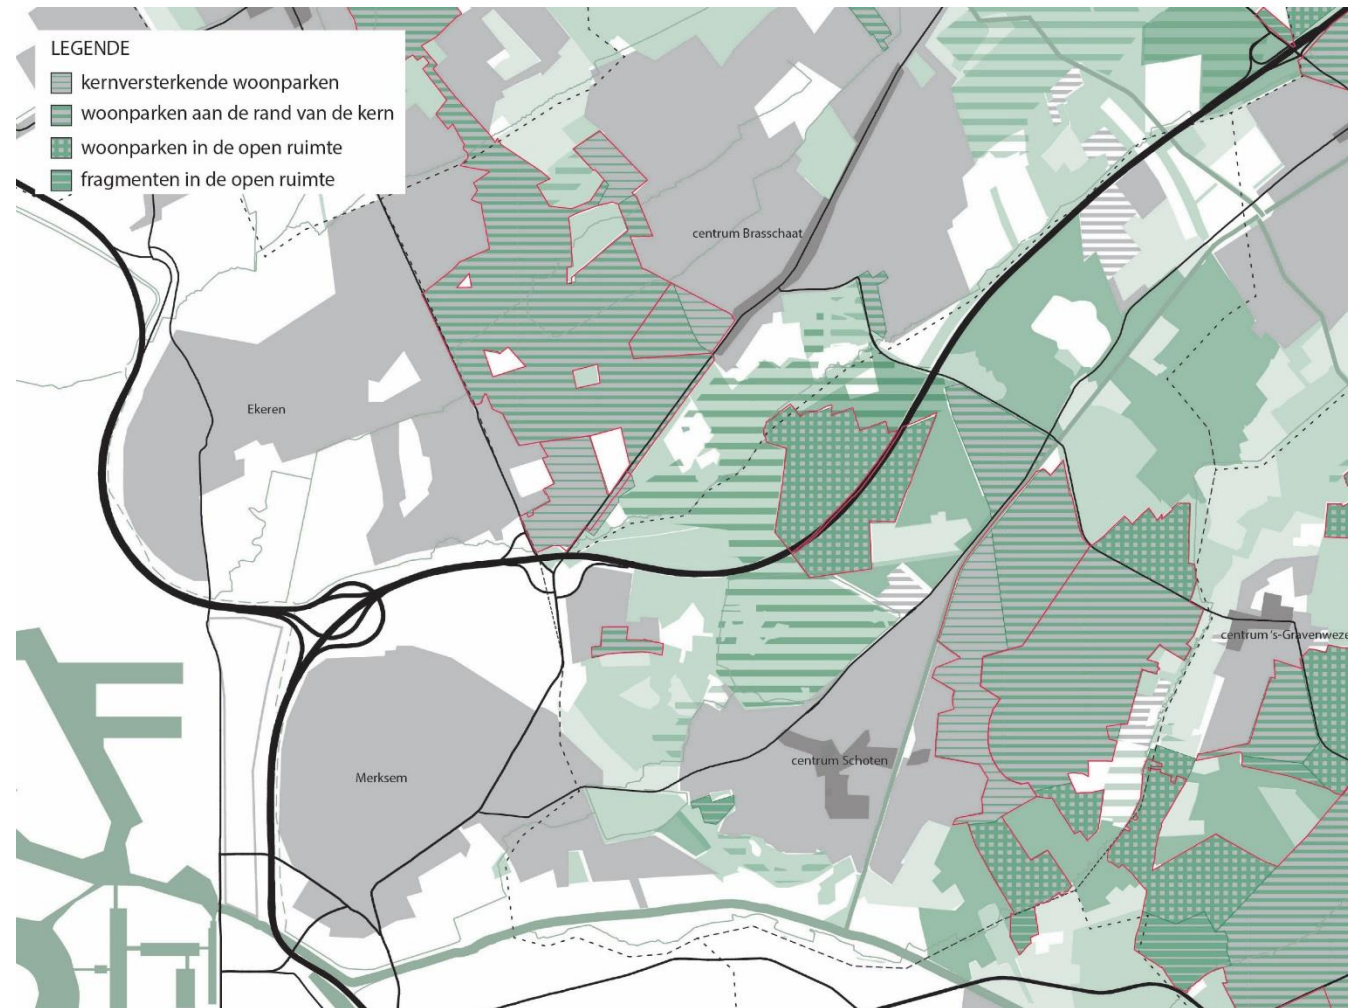 LEGENDE
kernversterkende woonparken
woonparken aan de rand van de kern
woonparken in de open ruimte
fragmenten in de open ruimte
centrum Brasschaat
Ekeren
centrum 's-Gravenweze
centrum Schoten
Merksem